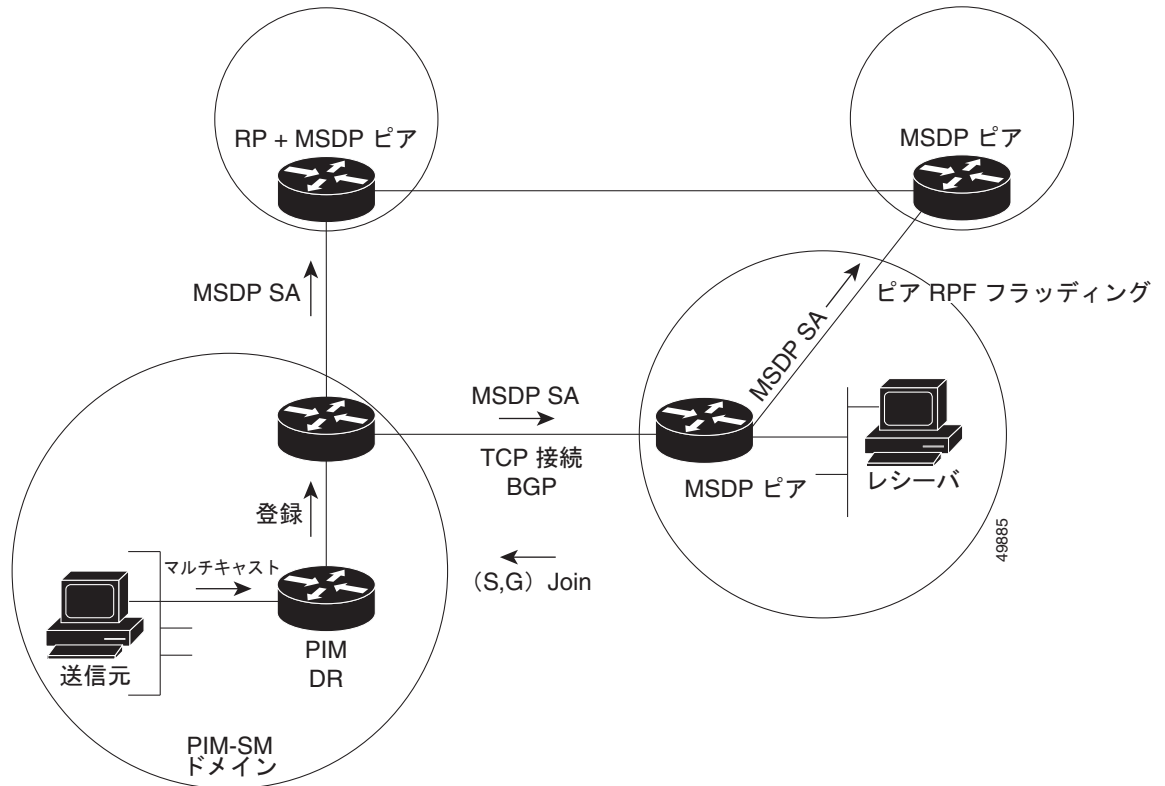 RP + MSDP ピア
MSDP ピア
MSDP SA
ピア RPF フラッディング
MSDP SA
MSDP SA
TCP 接続
BGP
MSDP ピア
レシーバ
登録
マルチキャスト
(S,G) Join
49885
送信元
PIM
DR
PIM-SM
ドメイン